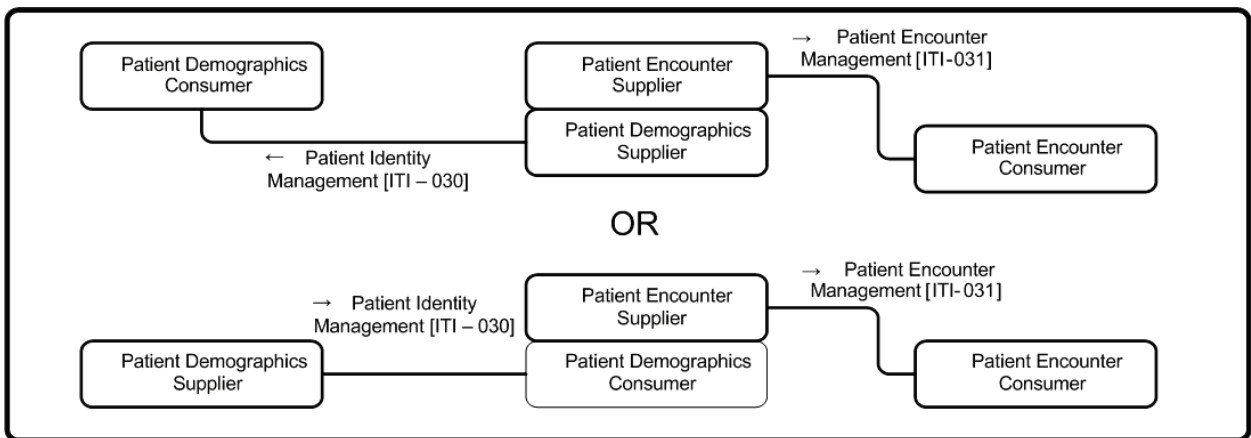 → Patient Encounter
Management [ITI-031]
Patient Demographics
Consumer
Patient Encounter
Supplier
Patient Demographics
Supplier
← Patient Identity
Management [ITI – 030]
Patient Encounter
Consumer
OR
→ Patient Encounter
Management [ITI-031]
→ Patient Identity
Management [ITI – 030]
Patient Encounter
Supplier
Patient Demographics
Supplier
Patient Demographics
Consumer
Patient Encounter
Consumer